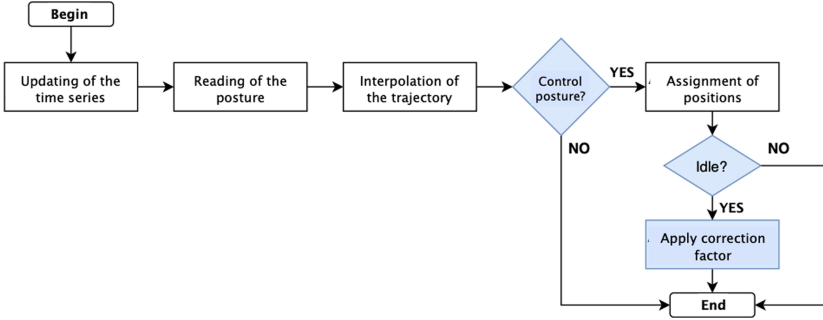 Begin
Updating of the
time series
Reading of the
posture
Interpolation of
the trajectory
Control
posture?
YES
Assignment of
positions
NO
Idle?
NO
YES
Apply correction
factor
End